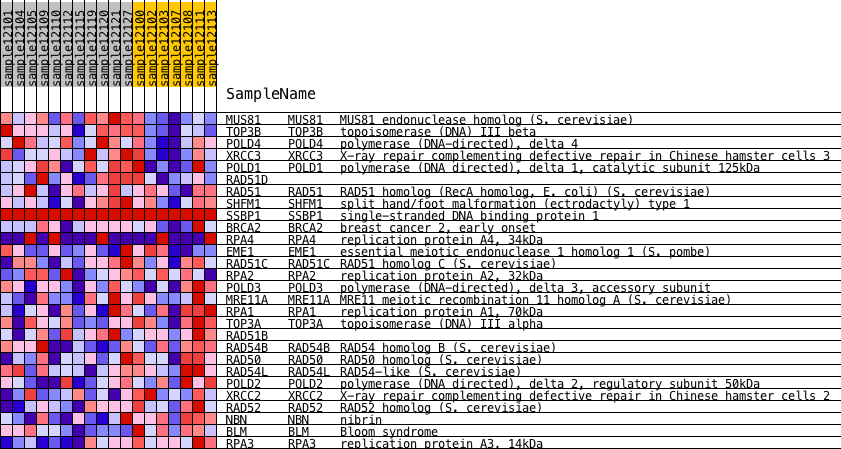 sample12101
sample12104
sample12105
sample12109
sample12110
sample12112
sample12115
sample12119
sample12120
sample12121
sample12127
sample12100
sample12102
sample12103
sample12107
sample12108
sample12111
sample12113
SampleName
MUS81 MUS81 MUS81 endonuclease homolog (S. cerevisiae)
TOP3B TOP3B topoisomerase (DNA) III beta
POLD4 POLD4 polymerase (DNA-directed), delta 4
XRCC3 XRCC3 X-ray repair complementing defective repair in Chinese hamster cells 3
POLD1 POLD1 polymerase (DNA directed), delta 1, catalytic subunit 125kDa
RAD51D
RAD51 RAD51 RAD51 homolog (RecA homolog, E. coli) (S. cerevisiae)
SHFM1 SHFM1 split hand/foot malformation (ectrodactyly) type 1
SSBP1 SSBP1 single-stranded DNA binding protein 1
BRCA2 BRCA2 breast cancer 2, early onset
RPA4 RPA4 replication protein A4, 34kDa
EME1 EME1 essential meiotic endonuclease 1 homolog 1 (S. pombe)
RAD51C RAD51C RAD51 homolog C (S. cerevisiae)
RPA2 RPA2 replication protein A2, 32kDa
POLD3 POLD3 polymerase (DNA-directed), delta 3, accessory subunit
MRE11A MRE11A MRE11 meiotic recombination 11 homolog A (S. cerevisiae)
RPA1 RPA1 replication protein A1, 70kDa
TOP3A TOP3A topoisomerase (DNA) III alpha
RAD51B
RAD54B RAD54B RAD54 homolog B (S. cerevisiae)
RAD50 RAD50 RAD50 homolog (S. cerevisiae)
RAD54L RAD54L RAD54-like (S. cerevisiae)
POLD2 POLD2 polymerase (DNA directed), delta 2, regulatory subunit 50kDa
XRCC2 XRCC2 X-ray repair complementing defective repair in Chinese hamster cells 2
RAD52 RAD52 RAD52 homolog (S. cerevisiae)
NBN NBN nibrin
BLM BLM Bloom syndrome
RPA3 RPA3 replication protein A3, 14kDa